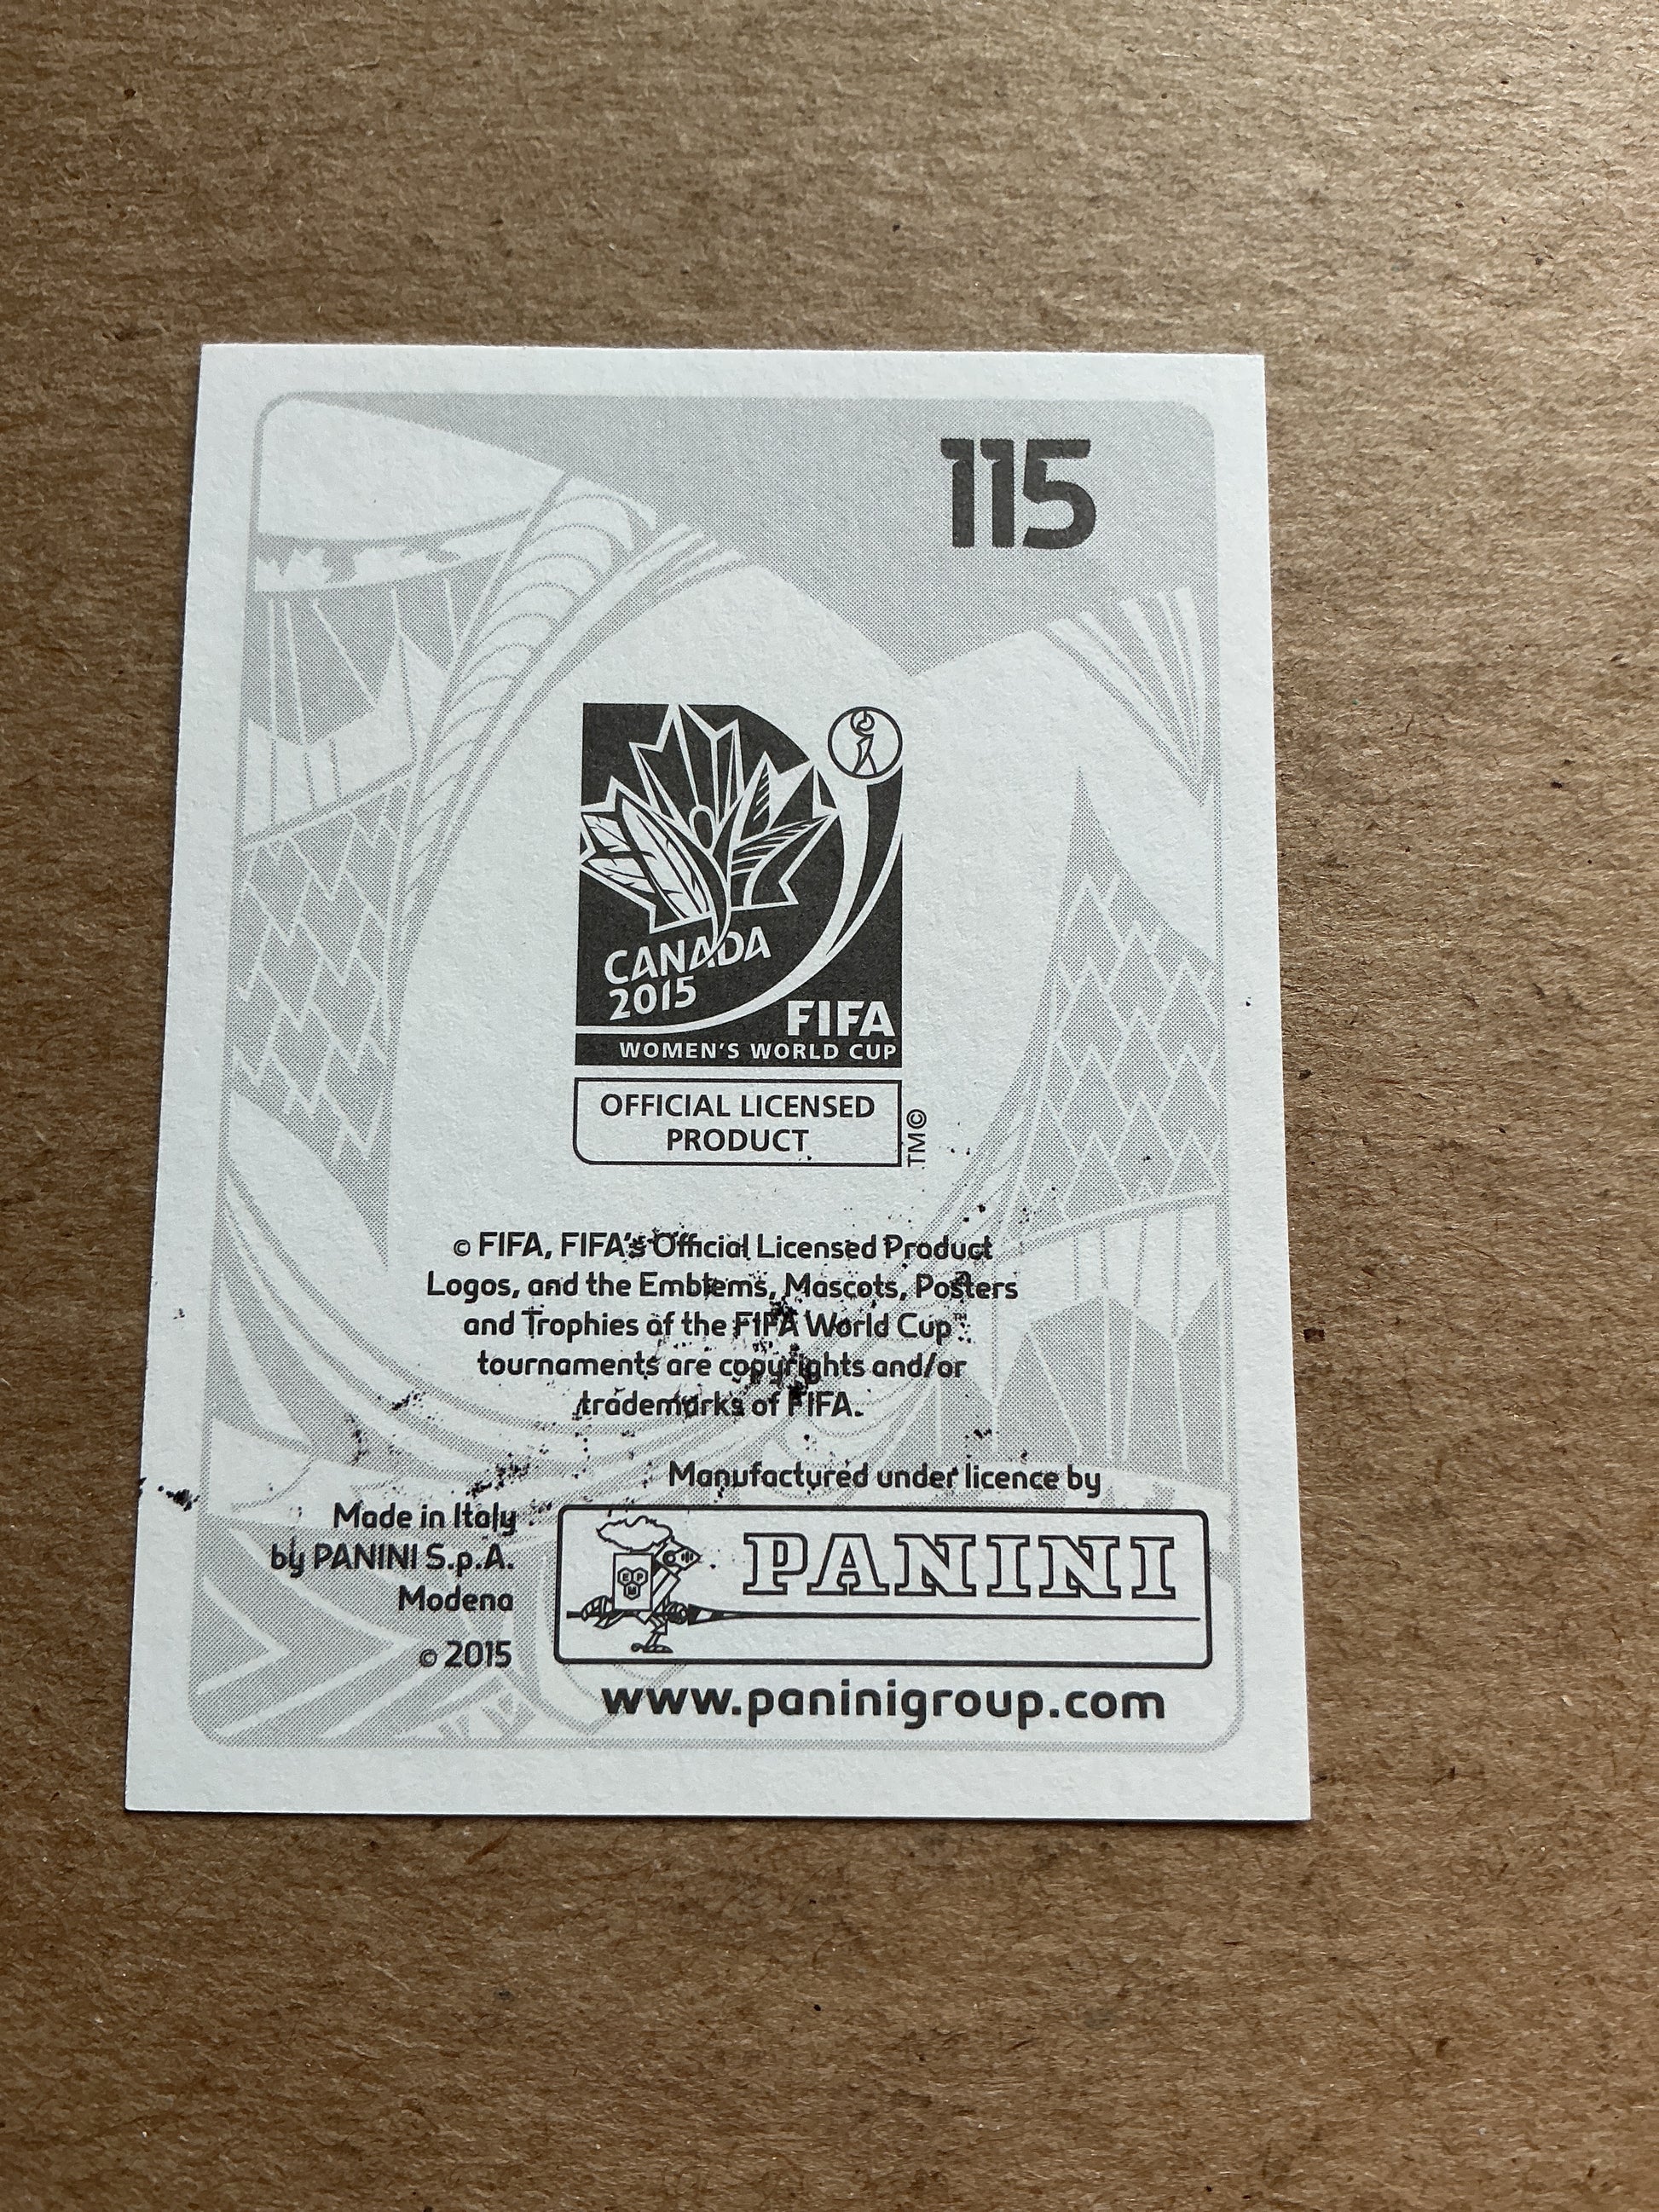 115
CANADA
2015
FIFA
WOMEN'S WORLD CUP
OFFICIAL LICENSED
PRODUCT
TM ©
© FIFA, FIFA's Official Licensed Product
Logos, and the Emblems, Mascots, Posters
and Trophies of the FIFA World Cup™
tournaments are copyrights and/or
trademarks of FIFA.
Manufactured under licence by
Made in Italy
by PANINI S.p.A.
Modena
© 2015
EPM
PANINI
www.paninigroup.com